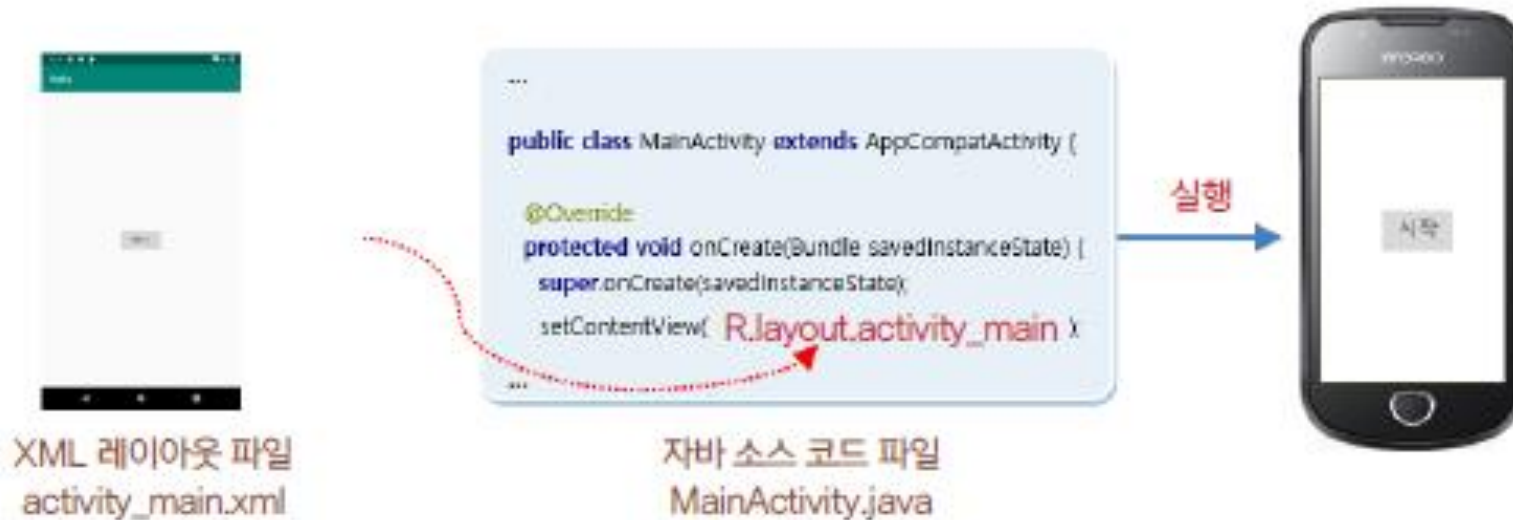 XML 레이아웃 파일
activity_main.xml
...
public class MainActivity extends AppCompatActivity {
@Override
protected void onCreate(Bundle savedInstanceState) {
super.onCreate(savedInstanceState);
setContentView( R.layout.activity_main );
...
자바 소스 코드 파일
MainActivity.java
실행
시작